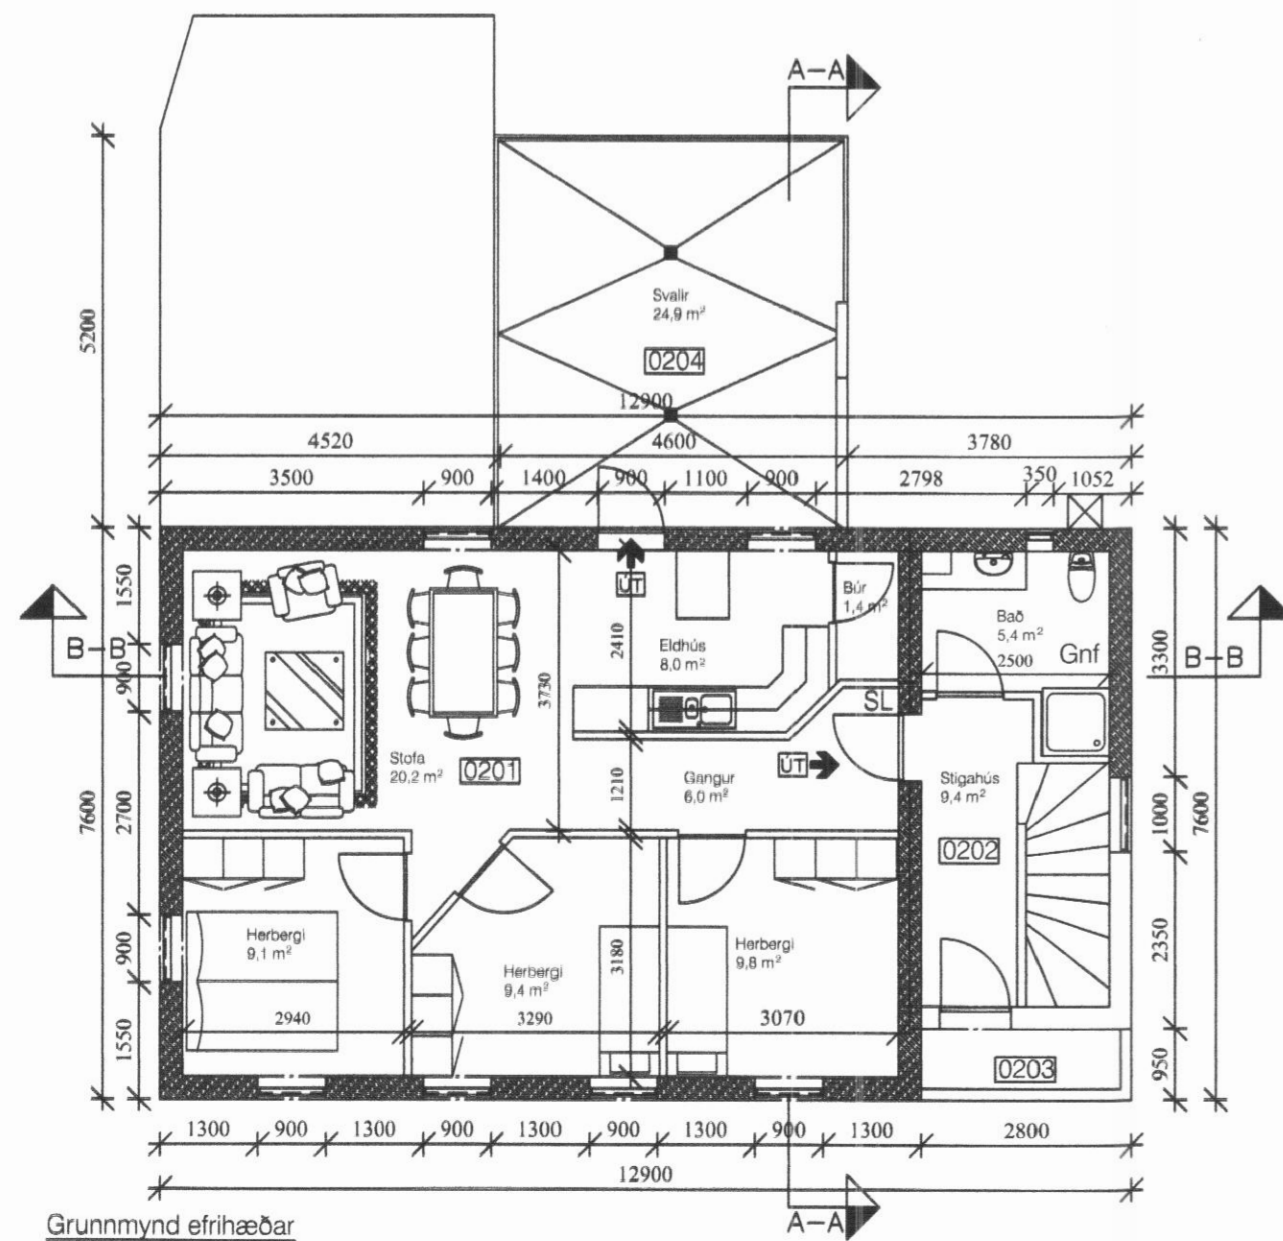 A-A
5200
Svalir
24,9 m²
0204
12900
4520
4600
3780
3500
900
1400
900
1100
900
2798
350
1052
1550
ÚT
Búr
1,4 m²
Bað
5,4 m²
Gnf
2500
Eldhús
8,0 m²
2410
3730
3300
B-B
900
B-B
SL
Stofa
20,2 m²
0201
1210
Gangur
6,0 m²
ÚT
Stigahús
9,4 m²
0202
7600
2700
1000
7600
Herbergi
9,1 m²
Herbergi
9,4 m²
3180
Herbergi
9,8 m²
900
2350
2940
3290
3070
1550
0203
950
1300
900
1300
900
1300
900
1300
900
1300
2800
12900
A-A
Grunnmynd efrihæðar